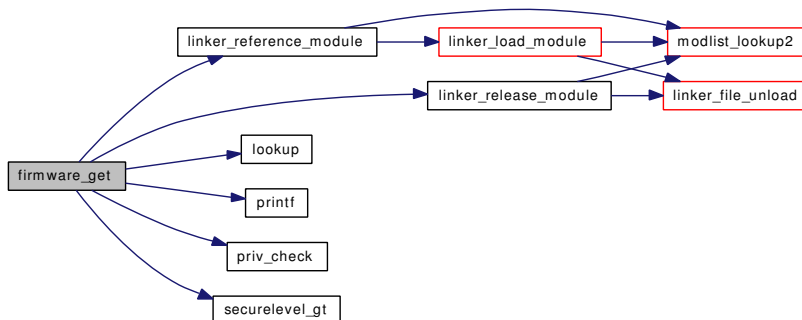 linker_reference_module
linker_load_module
modlist_lookup2
linker_release_module
linker_file_unload
lookup
firmware_get
printf
priv_check
securelevel_gt